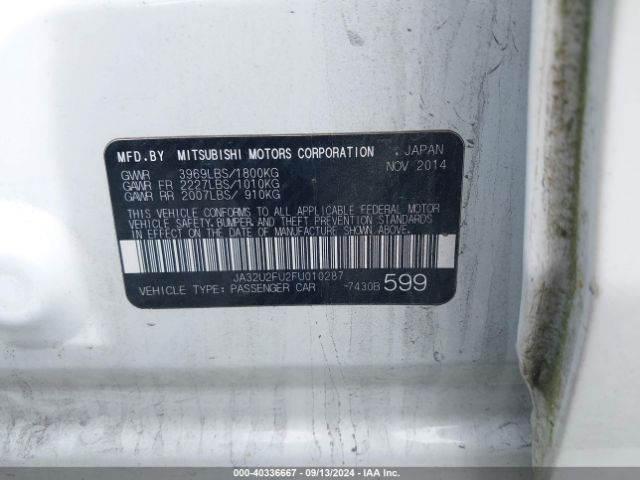 MFD.BY MITSUBISHI MOTORS CORPORATION , JAPAN
GVWR 3969LBS/1800KG NOV 2014
GAWR FR 2227LBS/1010KG
GAWR RR 2007LBS/ 910KG
THIS VEHICLE CONFORMS TO ALL APPLICABLE FEDERAL MOTOR
VEHICLE SAFETY,BUMPER,AND THEFT PREVENTION STANDARDS
IN EFFECT ON THE DATE OF MANUFACTURE SHOWN ABOVE.
JA32U2FU2FU010287
VEHICLE TYPE: PASSENGER CAR -7430B 599
000-40336667 - 09/13/2024 - IAA Inc.